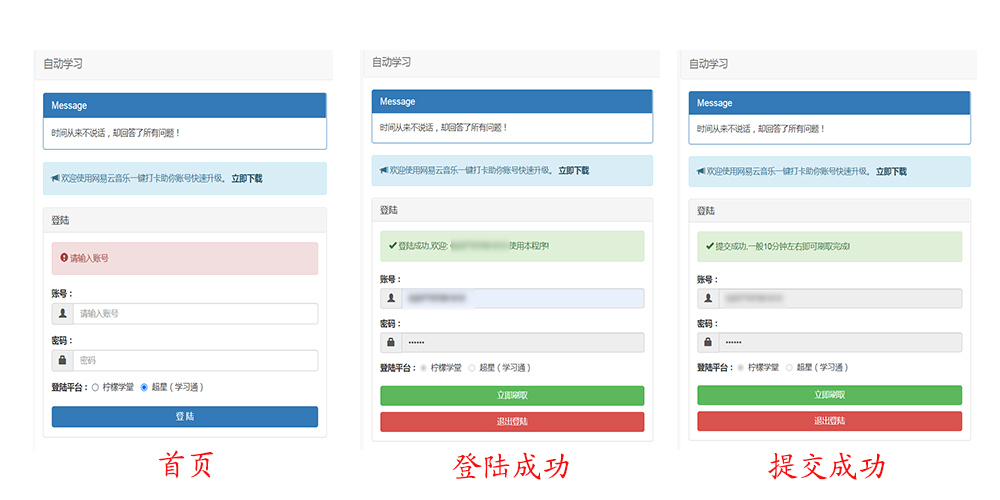 自动学习
Message
时间从来不说话，却回答了所有问题！
欢迎使用网易云音乐一键打卡助你账号快速升级。 立即下载
登陆
请输入账号
账号：
请输入账号
密码：
密码
登陆平台： 柠檬学堂 超星（学习通）
登 陆
首页
自动学习
Message
时间从来不说话，却回答了所有问题！
欢迎使用网易云音乐一键打卡助你账号快速升级。 立即下载
登陆
登陆成功,欢迎: 使用本程序!
账号：
密码：
••••••
登陆平台： 柠檬学堂 超星（学习通）
立即刷取
退出登陆
登陆成功
自动学习
Message
时间从来不说话，却回答了所有问题！
欢迎使用网易云音乐一键打卡助你账号快速升级。 立即下载
登陆
提交成功,一般10分钟左右即可刷取完成!
账号：
密码：
••••••
登陆平台： 柠檬学堂 超星（学习通）
立即刷取
退出登陆
提交成功